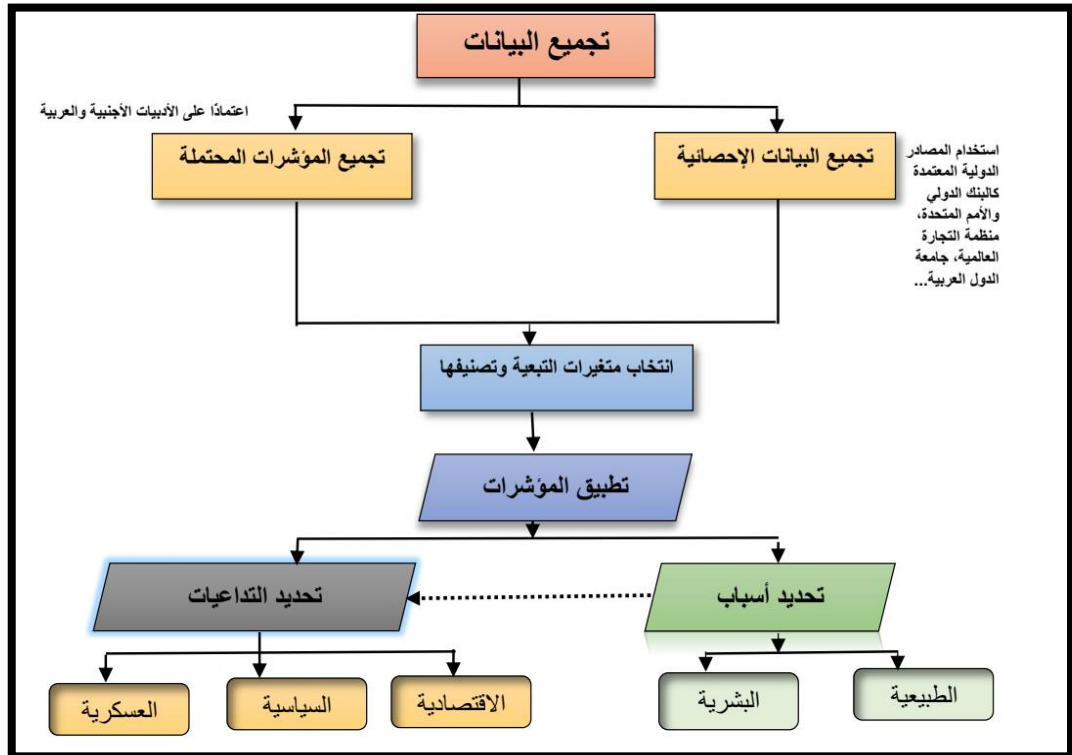 تجميع البيانات
اعتمادًا على الأدبيات الأجنبية والعربية
تجميع البيانات الإحصائية
تجميع المؤشرات المحتملة
استخدام المصادر
الدولية المعتمدة
كالبنك الدولي
والأمم المتحدة،
منظمة التجارة
العالمية، جامعة
الدول العربية...
انتخاب متغيرات التبعية وتصنيفها
تطبيق المؤشرات
تحديد أسباب
تحديد التداعيات
الطبيعية
البشرية
الاقتصادية
السياسية
العسكرية